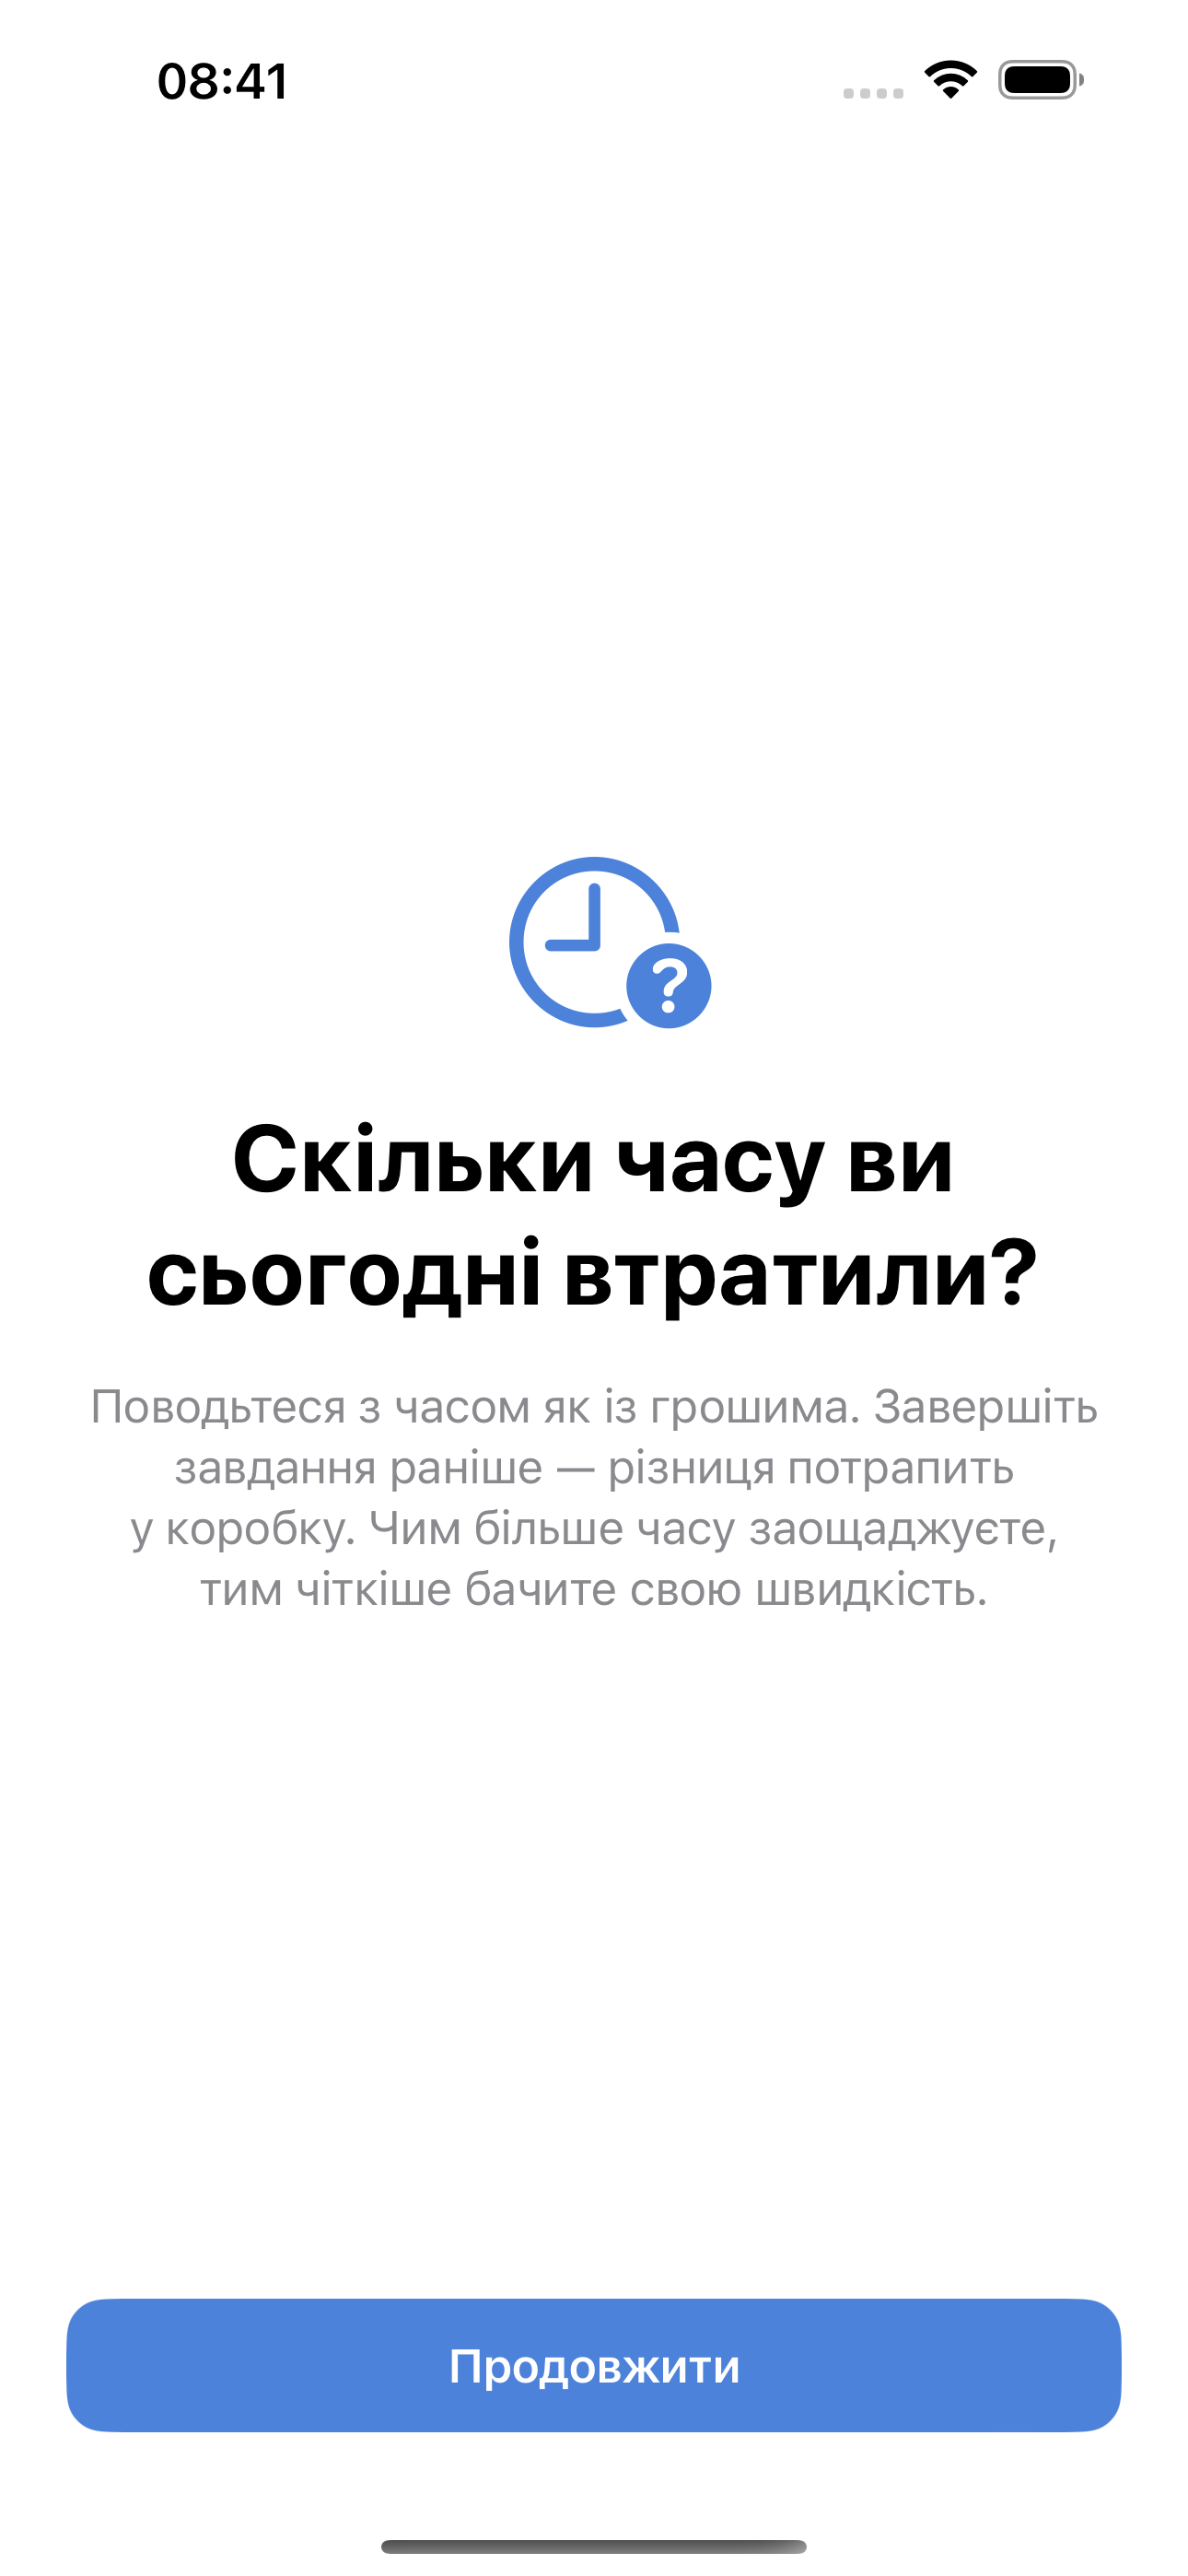 08:41
?
Скільки часу ви
сьогодні втратили?
Поводьтеся з часом як із грошима. Завершіть
завдання раніше — різниця потрапить
у коробку. Чим більше часу заощаджуєте,
тим чіткіше бачите свою швидкість.
Продовжити